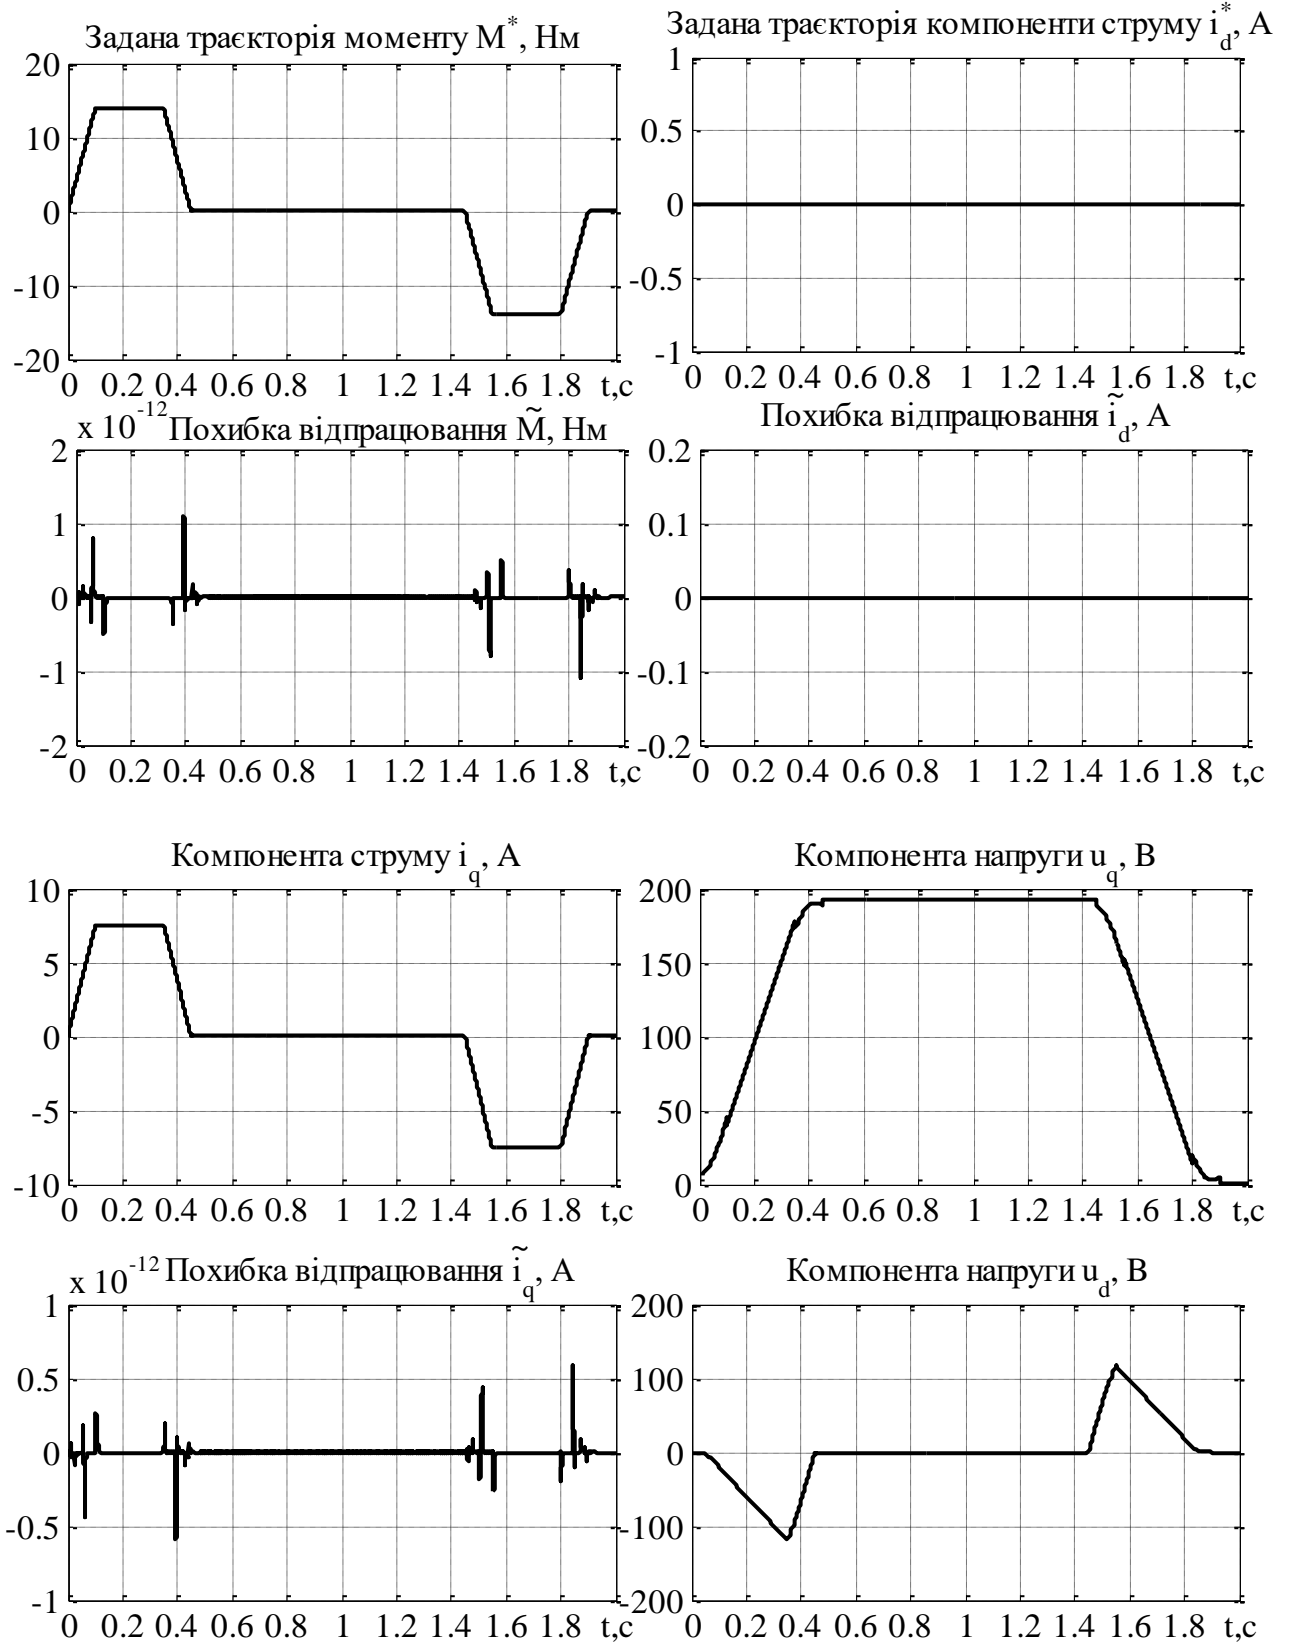 Задана траєкторія моменту M*, Нм
20
10
0
-10
-20
0 0.2 0.4 0.6 0.8 1 1.2 1.4 1.6 1.8 t,c
Задана траєкторія компоненти струму i*d, А
1
0.5
0
-0.5
-1
0 0.2 0.4 0.6 0.8 1 1.2 1.4 1.6 1.8 t,c
x 10-12 Похибка відпрацювання M̃, Нм
2
1
0
-1
-2
0 0.2 0.4 0.6 0.8 1 1.2 1.4 1.6 1.8 t,c
Похибка відпрацювання ĩd, А
0.2
0.1
0
-0.1
-0.2
0 0.2 0.4 0.6 0.8 1 1.2 1.4 1.6 1.8 t,c
Компонента струму iq, А
10
5
0
-5
-10
0 0.2 0.4 0.6 0.8 1 1.2 1.4 1.6 1.8 t,c
Компонента напруги uq, В
200
150
100
50
0
0 0.2 0.4 0.6 0.8 1 1.2 1.4 1.6 1.8 t,c
x 10-12 Похибка відпрацювання ĩq, А
1
0.5
0
-0.5
-1
0 0.2 0.4 0.6 0.8 1 1.2 1.4 1.6 1.8 t,c
Компонента напруги ud, В
200
100
0
-100
-200
0 0.2 0.4 0.6 0.8 1 1.2 1.4 1.6 1.8 t,c